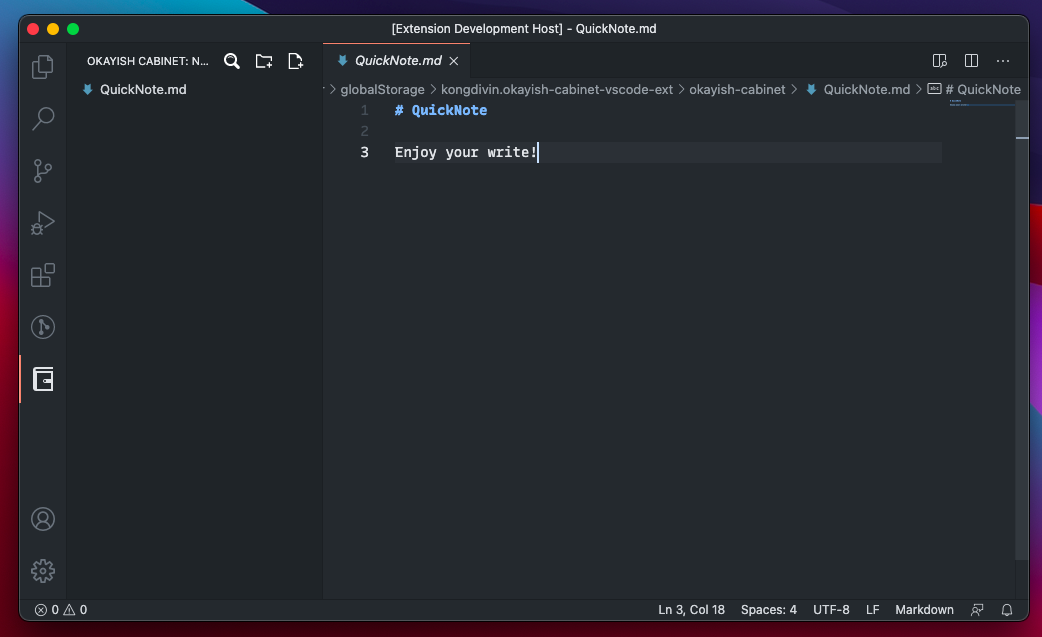 [Extension Development Host] - QuickNote.md
OKAYISH CABINET: N...
QuickNote.md
QuickNote.md
globalStorage > kongdivin.okayish-cabinet-vscode-ext > okayish-cabinet > QuickNote.md > abc # QuickNote
1 # QuickNote
2
3 Enjoy your write!
0 0 Ln 3, Col 18 Spaces: 4 UTF-8 LF Markdown